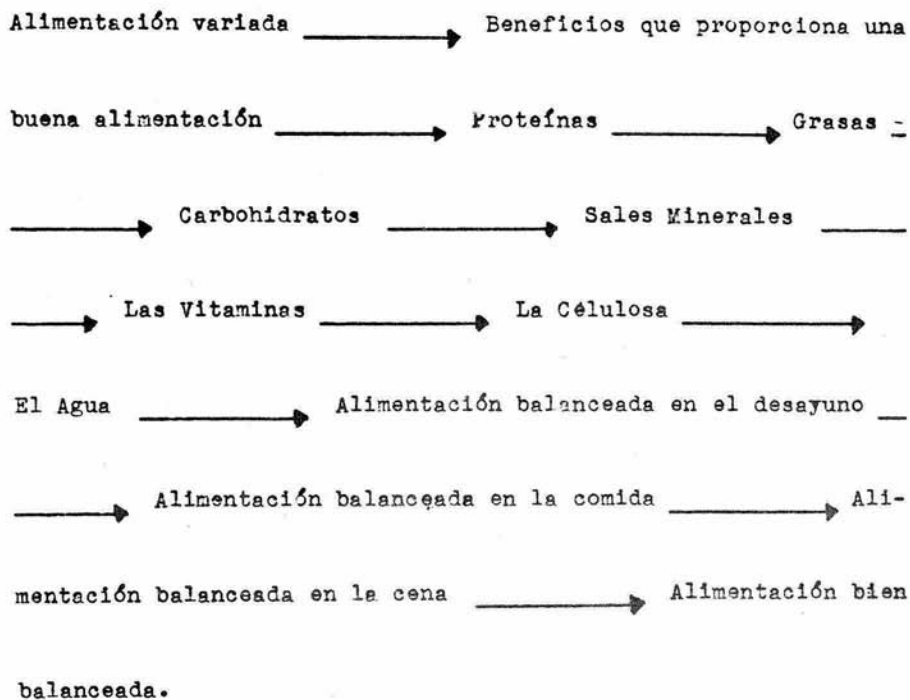 Alimentación variada ⟶ Beneficios que proporciona una
buena alimentación ⟶ Proteínas ⟶ Grasas -
⟶ Carbohidratos ⟶ Sales Minerales —
⟶ Las Vitaminas ⟶ La Célulosa ⟶
El Agua ⟶ Alimentación balanceada en el desayuno —
⟶ Alimentación balanceada en la comida ⟶ Ali-
mentación balanceada en la cena ⟶ Alimentación bien
balanceada.